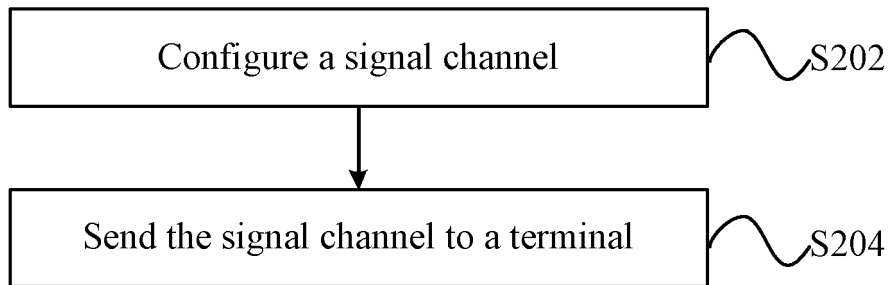 Configure a signal channel
S202
Send the signal channel to a terminal
S204